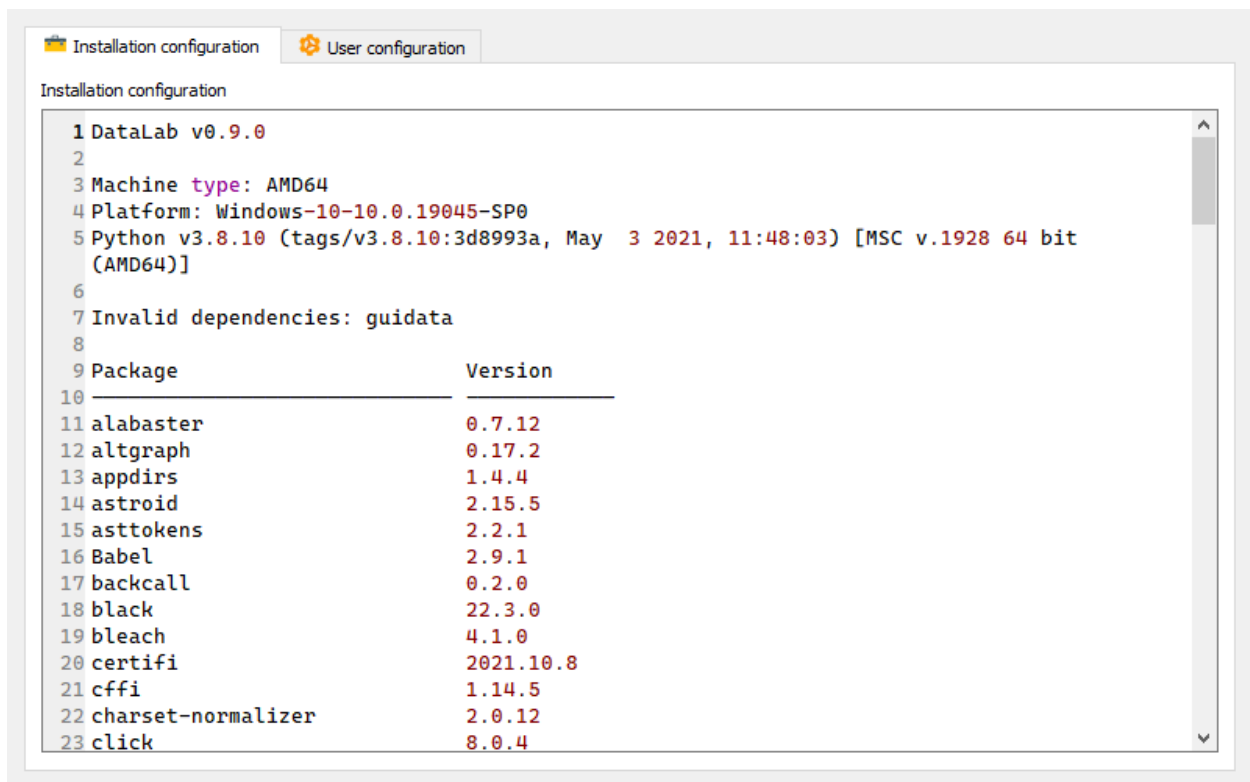 Installation configuration User configuration
Installation configuration
1 DataLab v0.9.0
2
3 Machine type: AMD64
4 Platform: Windows-10-10.0.19045-SP0
5 Python v3.8.10 (tags/v3.8.10:3d8993a, May  3 2021, 11:48:03) [MSC v.1928 64 bit
(AMD64)]
6
7 Invalid dependencies: guidata
8
9 Package Version
10
11 alabaster 0.7.12
12 altgraph 0.17.2
13 appdirs 1.4.4
14 astroid 2.15.5
15 asttokens 2.2.1
16 Babel 2.9.1
17 backcall 0.2.0
18 black 22.3.0
19 bleach 4.1.0
20 certifi 2021.10.8
21 cffi 1.14.5
22 charset-normalizer 2.0.12
23 click 8.0.4